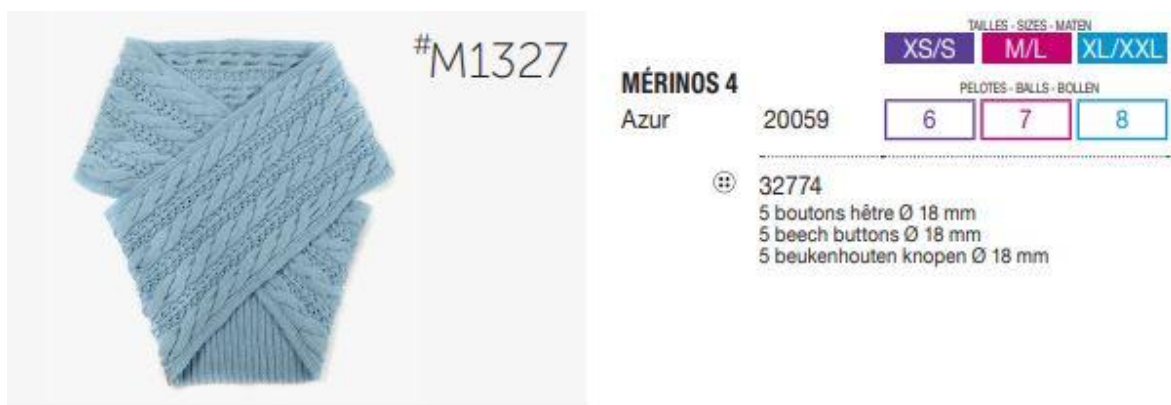 #M1327
TAILLES - SIZES - MATEN
XS/S M/L XL/XXL
MÉRINOS 4
PELOTES - BALLS - BOLLEN
Azur 20059 6 7 8
32774
5 boutons hêtre Ø 18 mm
5 beech buttons Ø 18 mm
5 beukenhouten knopen Ø 18 mm